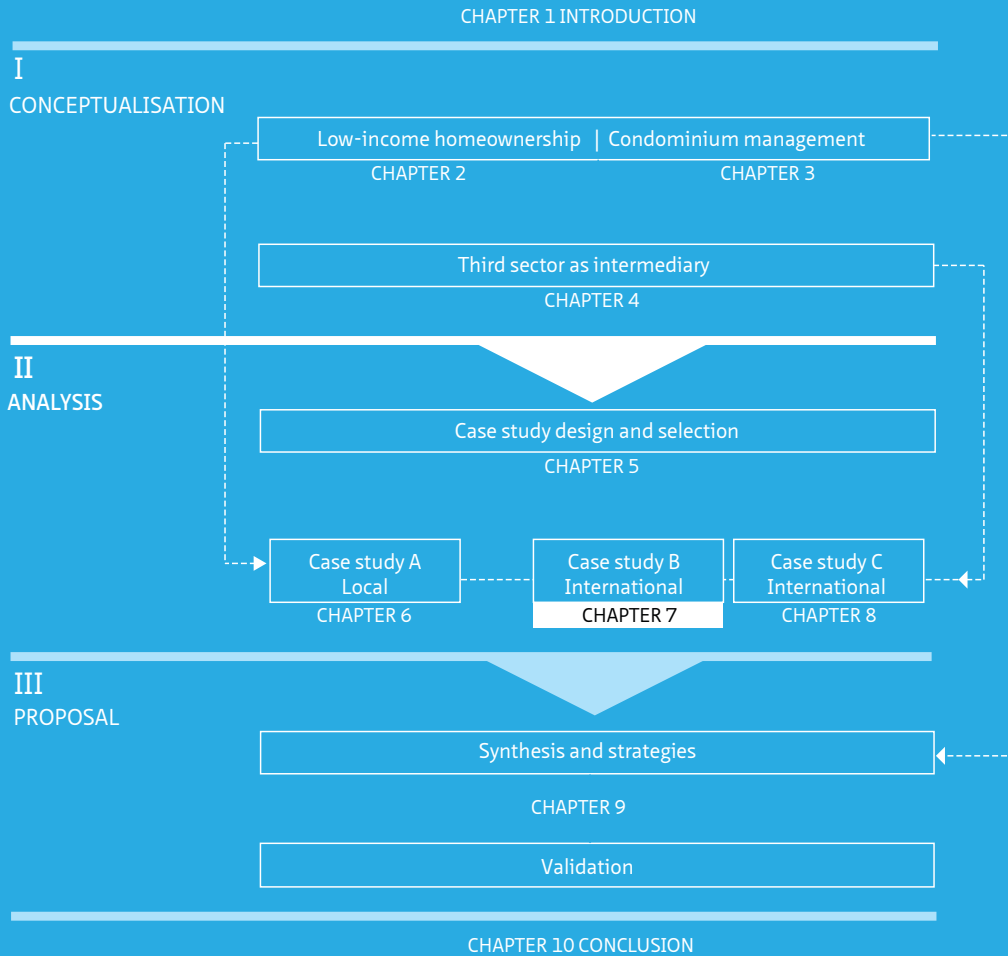 CHAPTER 1 INTRODUCTION
I
CONCEPTUALISATION
Low-income homeownership | Condominium management
CHAPTER 2 CHAPTER 3
Third sector as intermediary
CHAPTER 4
II
ANALYSIS
Case study design and selection
CHAPTER 5
Case study A
Local
CHAPTER 6
Case study B
International
CHAPTER 7
Case study C
International
CHAPTER 8
III
PROPOSAL
Synthesis and strategies
CHAPTER 9
Validation
CHAPTER 10 CONCLUSION